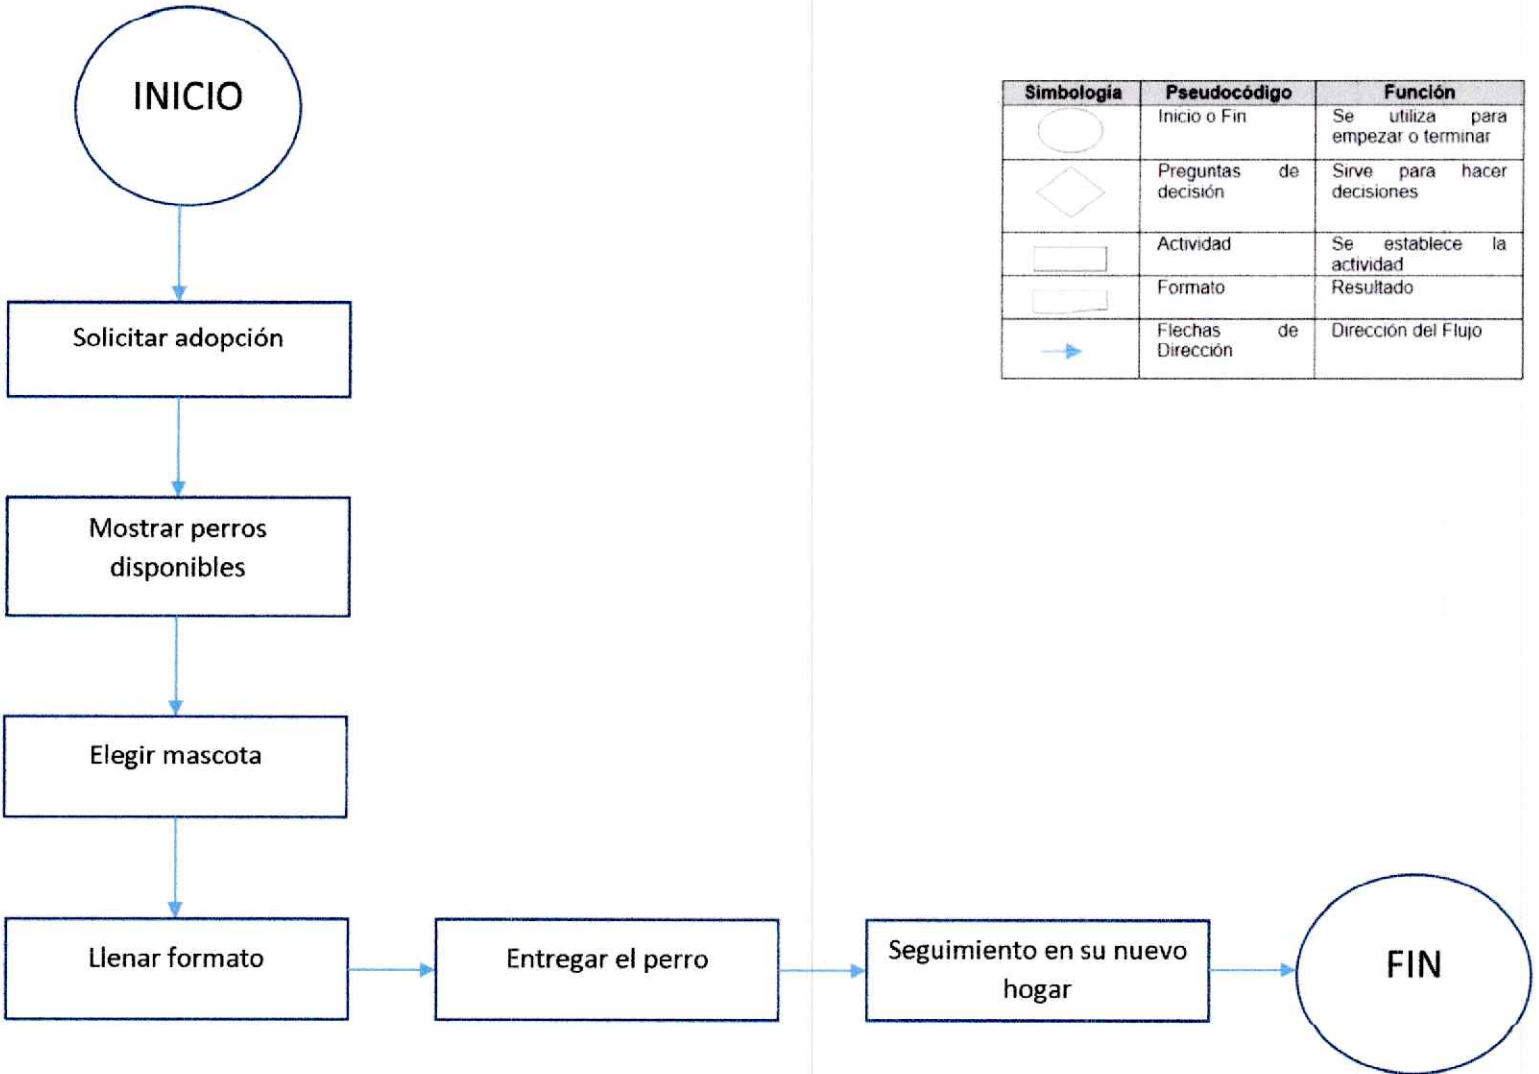 INICIO
Solicitar adopción
Mostrar perros
disponibles
Elegir mascota
Llenar formato
Entregar el perro
Seguimiento en su nuevo
hogar
FIN
Simbología Pseudocódigo Función
Inicio o Fin Se utiliza para
empezar o terminar
Preguntas de Sirve para hacer
decisión decisiones
Actividad Se establece la
actividad
Formato Resultado
Flechas de Dirección del Flujo
Dirección